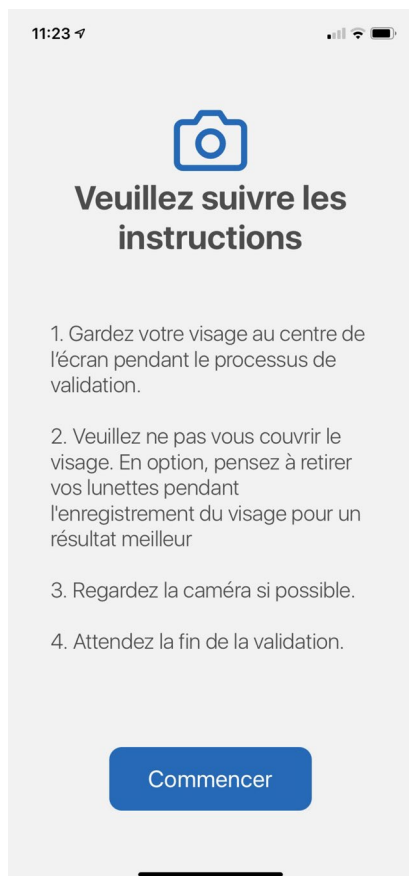 11:23
Veuillez suivre les
instructions
1. Gardez votre visage au centre de
l'écran pendant le processus de
validation.
2. Veuillez ne pas vous couvrir le
visage. En option, pensez à retirer
vos lunettes pendant
l'enregistrement du visage pour un
résultat meilleur
3. Regardez la caméra si possible.
4. Attendez la fin de la validation.
Commencer